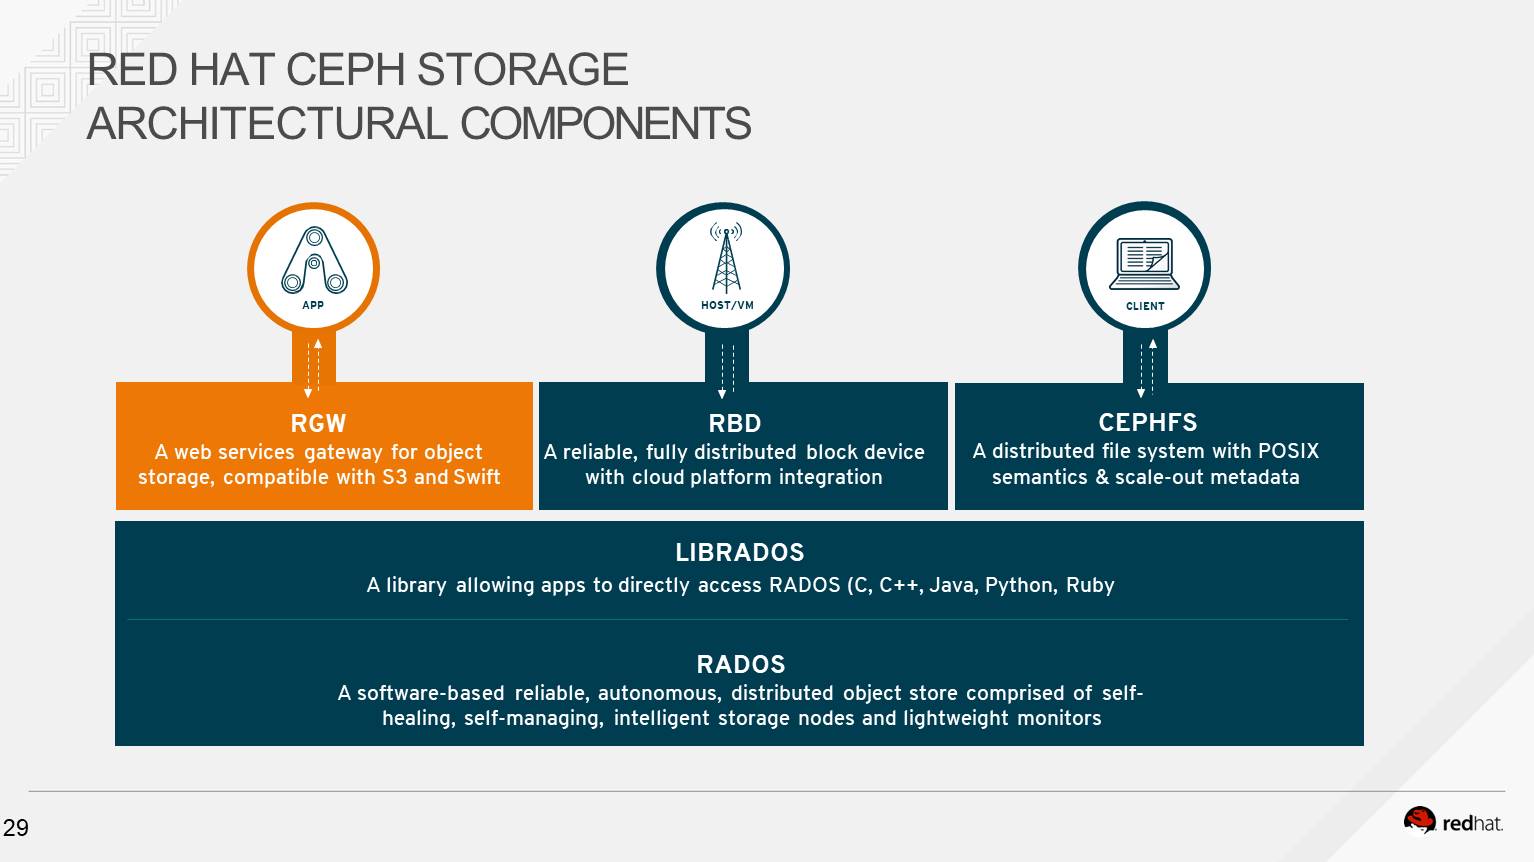 RED HAT CEPH STORAGE
ARCHITECTURAL COMPONENTS
APP
HOST/VM
CLIENT
RGW
A web services gateway for object
storage, compatible with S3 and Swift
RBD
A reliable, fully distributed block device
with cloud platform integration
CEPHFS
A distributed file system with POSIX
semantics & scale-out metadata
LIBRADOS
A library allowing apps to directly access RADOS (C, C++, Java, Python, Ruby
RADOS
A software-based reliable, autonomous, distributed object store comprised of self-
healing, self-managing, intelligent storage nodes and lightweight monitors
29
redhat.